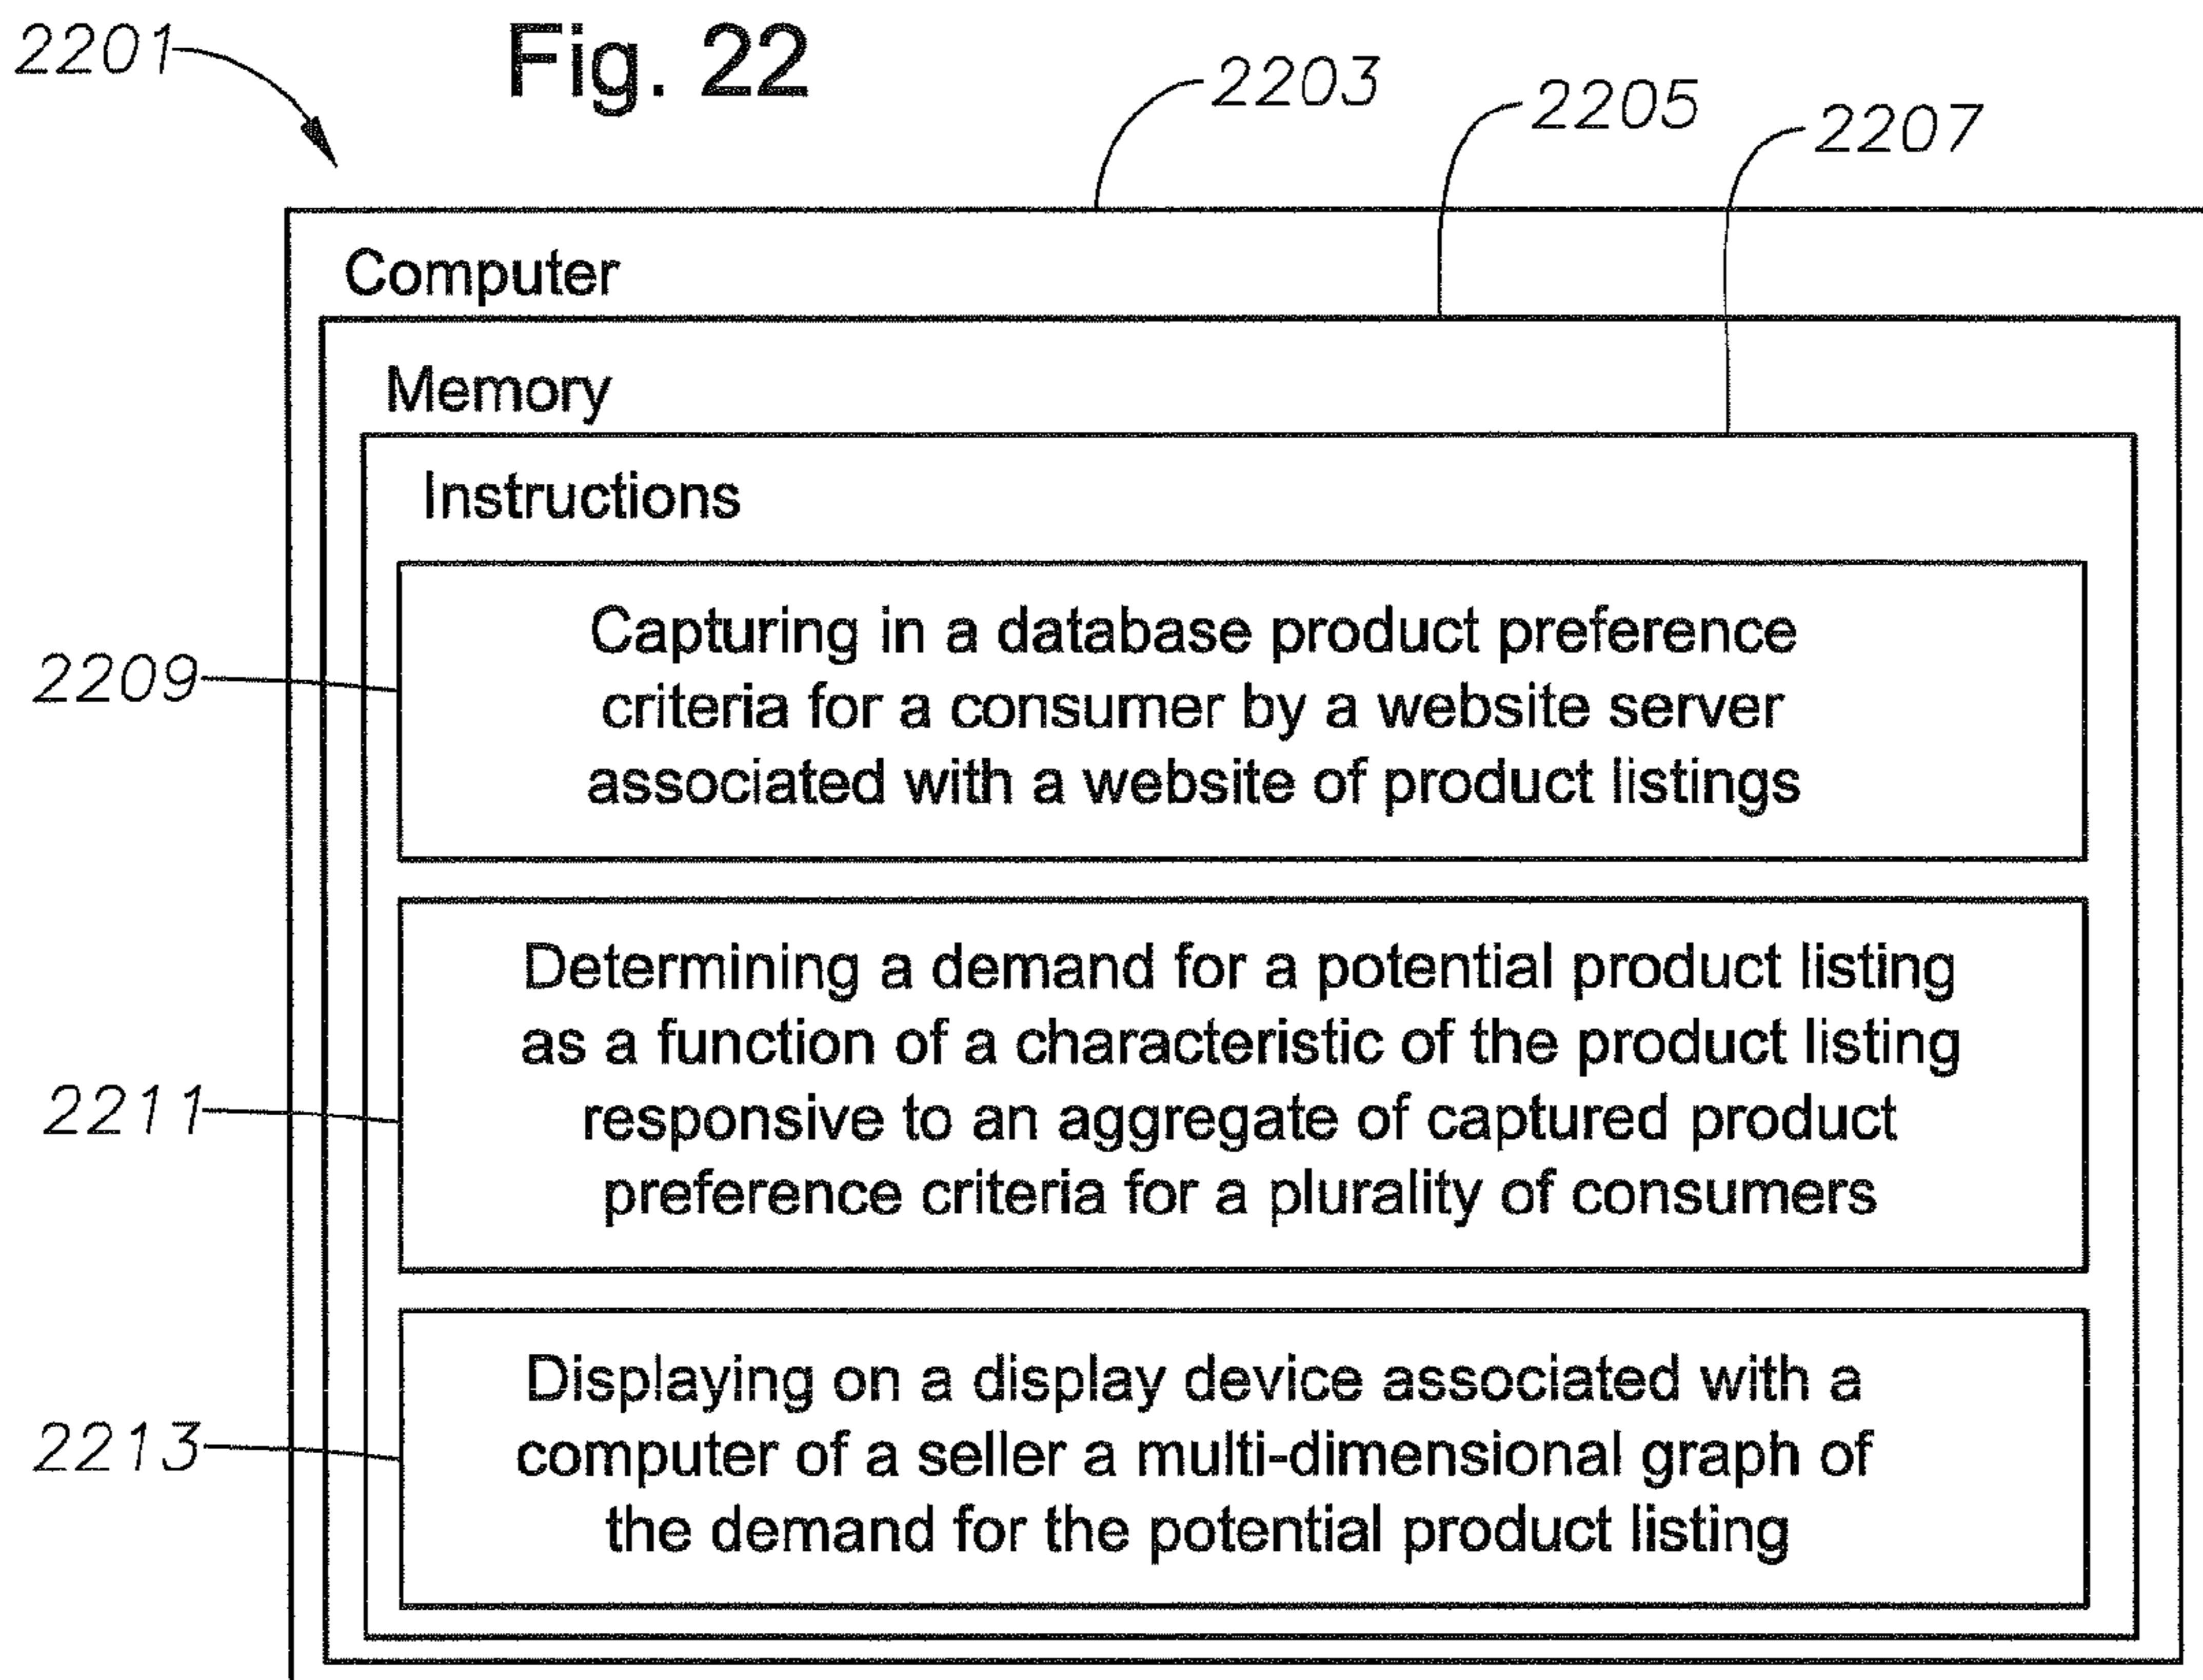 2201
Fig. 22
2203
2205
2207
Computer
Memory
Instructions
Capturing in a database product preference
criteria for a consumer by a website server
associated with a website of product listings
2209
Determining a demand for a potential product listing
as a function of a characteristic of the product listing
responsive to an aggregate of captured product
preference criteria for a plurality of consumers
2211
Displaying on a display device associated with a
computer of a seller a multi-dimensional graph of
the demand for the potential product listing
2213